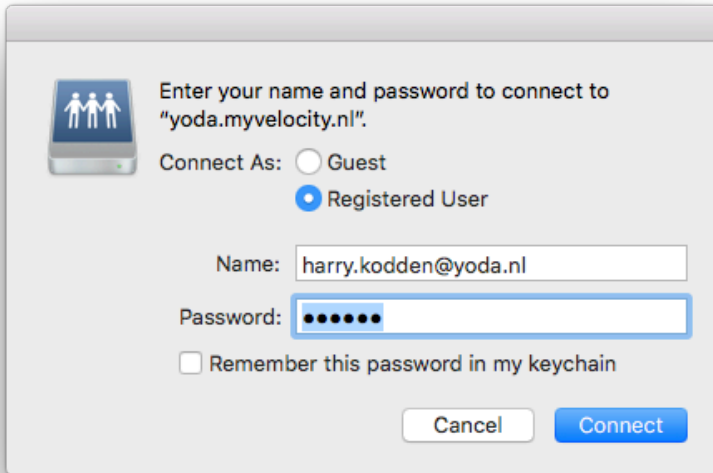 Enter your name and password to connect to
“yoda.myvelocity.nl”.
Connect As: Guest
Registered User
Name: harry.kodden@yoda.nl
Password: ••••••
Remember this password in my keychain
Cancel Connect